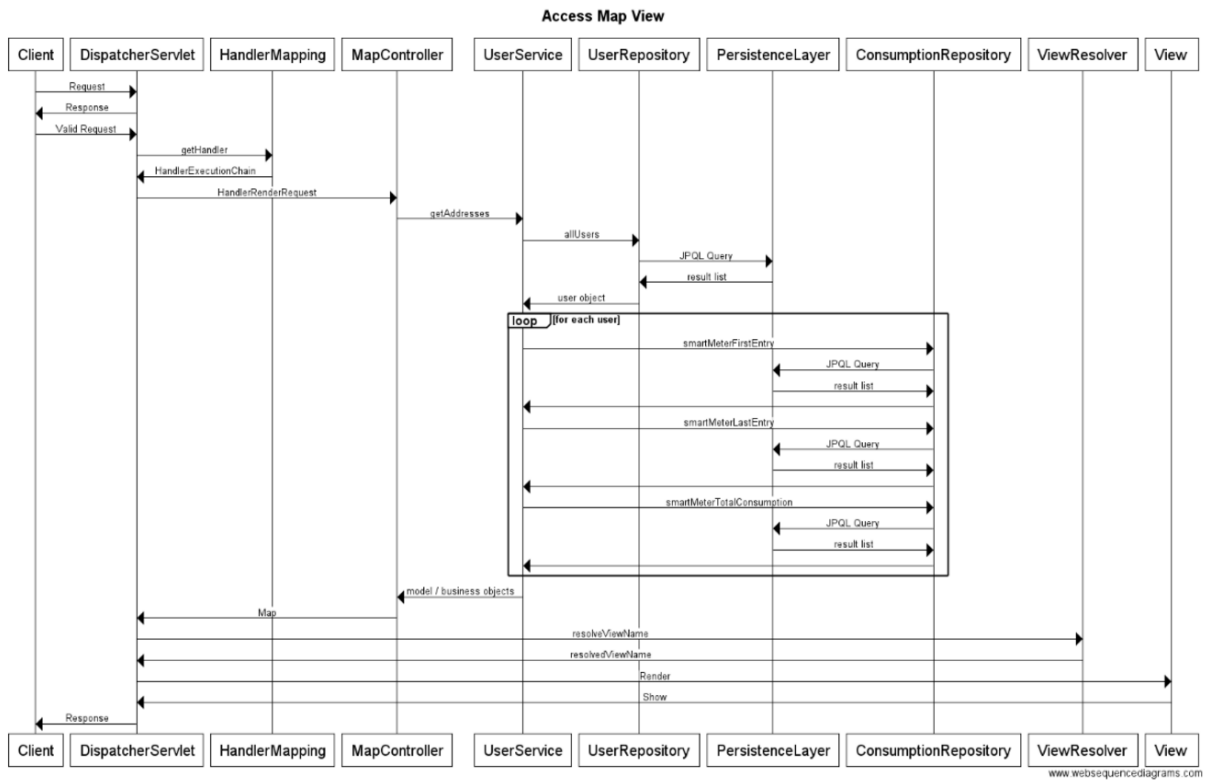 Access Map View
Client DispatcherServlet HandlerMapping MapController UserService UserRepository PersistenceLayer ConsumptionRepository ViewResolver View
Request
Response
Valid Request
getHandler
HandlerExecutionChain
HandlerRenderRequest
getAddresses
allUsers
JPQL Query
result list
user object
loop [for each user]
smartMeterFirstEntry
JPQL Query
result list
smartMeterLastEntry
JPQL Query
result list
smartMeterTotalConsumption
JPQL Query
result list
model / business objects
Map
resolveViewName
resolvedViewName
Render
Show
Response
Client DispatcherServlet HandlerMapping MapController UserService UserRepository PersistenceLayer ConsumptionRepository ViewResolver View
www.websequencediagrams.com